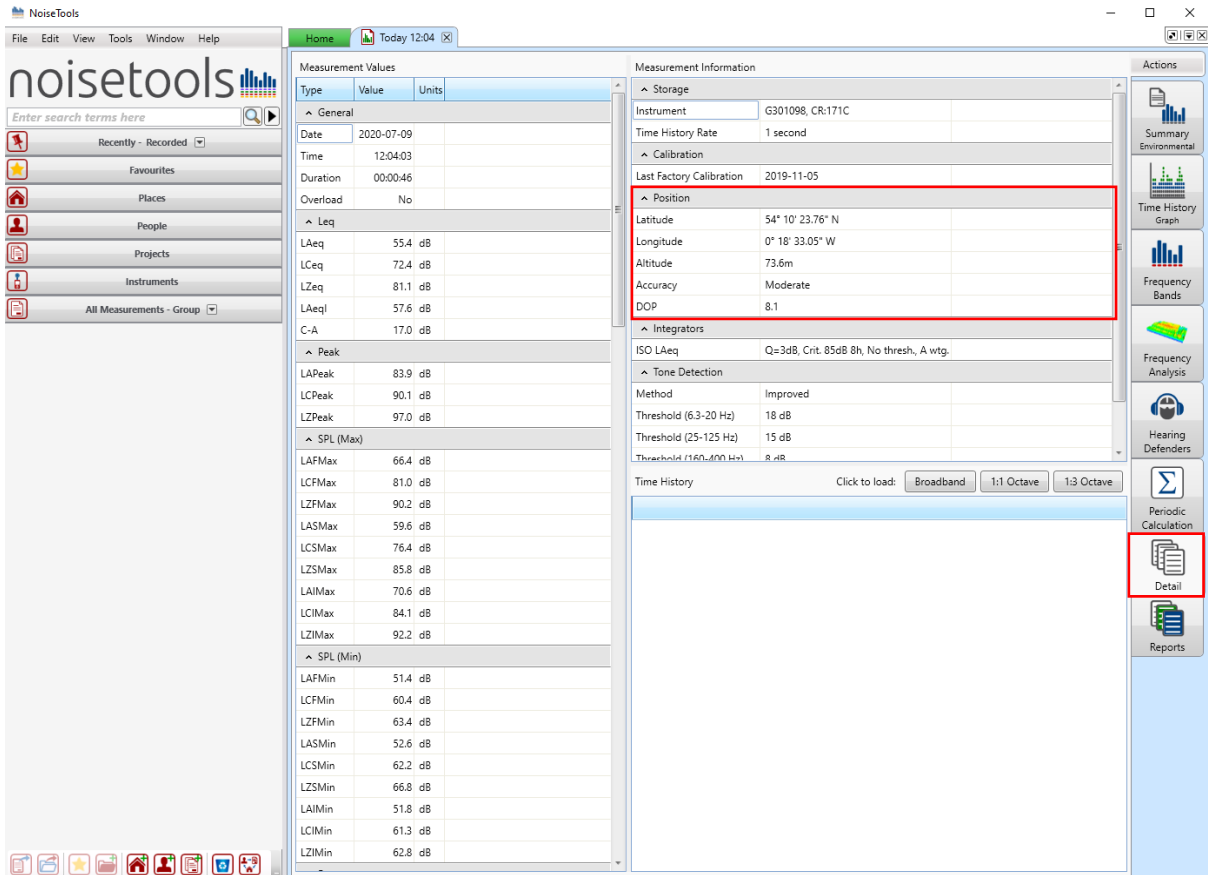 NoiseTools
File Edit View Tools Window Help
noisetools
Enter search terms here
Recently - Recorded
Favourites
Places
People
Projects
Instruments
All Measurements - Group
Home Today 12:04
Measurement Values
Type Value Units
General
Date 2020-07-09
Time 12:04:03
Duration 00:00:46
Overload No
Leq
LAeq 55.4 dB
LCeq 72.4 dB
LZeq 81.1 dB
LAeqI 57.6 dB
C-A 17.0 dB
Peak
LAPeak 83.9 dB
LCPeak 90.1 dB
LZPeak 97.0 dB
SPL (Max)
LAFMax 66.4 dB
LCFMax 81.0 dB
LZFMax 90.2 dB
LASMax 59.6 dB
LCSMax 76.4 dB
LZSMax 85.8 dB
LAIMax 70.6 dB
LCIMax 84.1 dB
LZIMax 92.2 dB
SPL (Min)
LAFMin 51.4 dB
LCFMin 60.4 dB
LZFMin 63.4 dB
LASMin 52.6 dB
LCSMin 62.2 dB
LZSMin 66.8 dB
LAIMin 51.8 dB
LCIMin 61.3 dB
LZIMin 62.8 dB
Measurement Information
Storage
Instrument G301098, CR:171C
Time History Rate 1 second
Calibration
Last Factory Calibration 2019-11-05
Position
Latitude 54° 10' 23.76" N
Longitude 0° 18' 33.05" W
Altitude 73.6m
Accuracy Moderate
DOP 8.1
Integrators
ISO LAeq Q=3dB, Crit. 85dB 8h, No thresh., A wtg.
Tone Detection
Method Improved
Threshold (6.3-20 Hz) 18 dB
Threshold (25-125 Hz) 15 dB
Threshold (160-400 Hz) 8 dB
Time History Click to load: Broadband 1:1 Octave 1:3 Octave
Actions
Summary
Environmental
Time History
Graph
Frequency
Bands
Frequency
Analysis
Hearing
Defenders
Periodic
Calculation
Detail
Reports